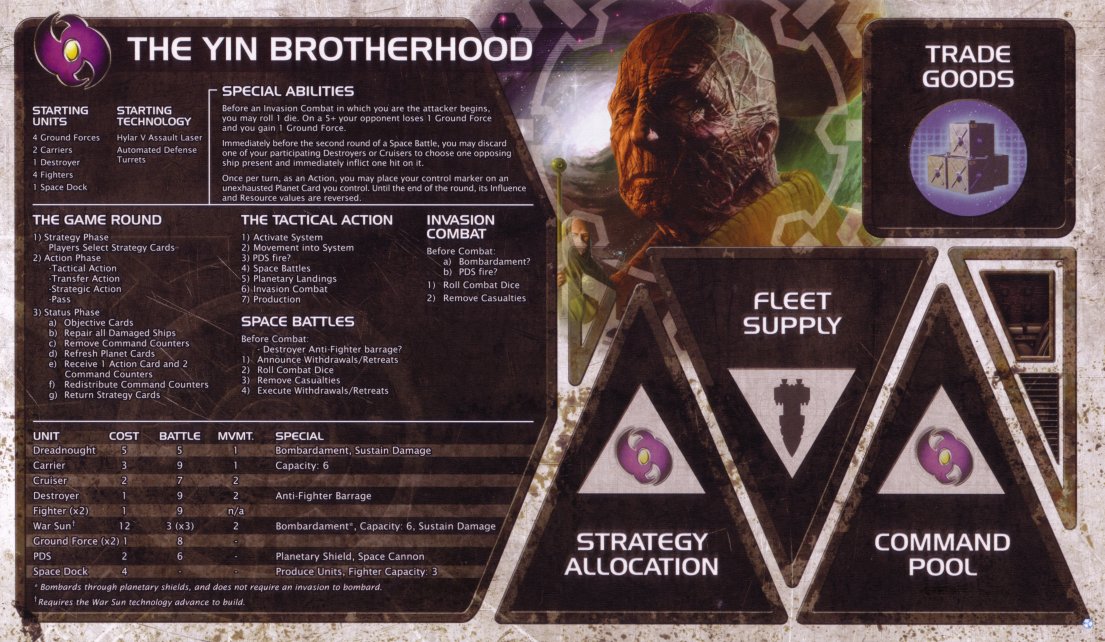 THE YIN BROTHERHOOD
STARTING
UNITS
4 Ground Forces
2 Carriers
1 Destroyer
4 Fighters
1 Space Dock
STARTING
TECHNOLOGY
Hylar V Assault Laser
Automated Defense
Turrets
SPECIAL ABILITIES
Before an Invasion Combat in which you are the attacker begins,
you may roll 1 die. On a 5+ your opponent loses 1 Ground Force
and you gain 1 Ground Force.
Immediately before the second round of a Space Battle, you may discard
one of your participating Destroyers or Cruisers to choose one opposing
ship present and immediately inflict one hit on it.
Once per turn, as an Action, you may place your control marker on an
unexhausted Planet Card you control. Until the end of the round, its Influence
and Resource values are reversed.
THE GAME ROUND
1) Strategy Phase
Players Select Strategy Cards
2) Action Phase
·Tactical Action
·Transfer Action
·Strategic Action
·Pass
3) Status Phase
a) Objective Cards
b) Repair all Damaged Ships
c) Remove Command Counters
d) Refresh Planet Cards
e) Receive 1 Action Card and 2
Command Counters
f) Redistribute Command Counters
g) Return Strategy Cards
THE TACTICAL ACTION
1) Activate System
2) Movement into System
3) PDS fire?
4) Space Battles
5) Planetary Landings
6) Invasion Combat
7) Production
SPACE BATTLES
Before Combat:
- Destroyer Anti-Fighter barrage?
1) Announce Withdrawals/Retreats
2) Roll Combat Dice
3) Remove Casualties
4) Execute Withdrawals/Retreats
INVASION
COMBAT
Before Combat:
a) Bombardament?
b) PDS fire?
1) Roll Combat Dice
2) Remove Casualties
UNIT COST BATTLE MVMT. SPECIAL
Dreadnought 5 5 1 Bombardament, Sustain Damage
Carrier 3 9 1 Capacity: 6
Cruiser 2 7 2
Destroyer 1 9 2 Anti-Fighter Barrage
Fighter (x2) 1 9 n/a
War Sun† 12 3 (x3) 2 Bombardament*, Capacity: 6, Sustain Damage
Ground Force (x2) 1 8 -
PDS 2 6 - Planetary Shield, Space Cannon
Space Dock 4 - - Produce Units, Fighter Capacity: 3
* Bombards through planetary shields, and does not require an invasion to bombard.
† Requires the War Sun technology advance to build.
TRADE
GOODS
FLEET
SUPPLY
STRATEGY
ALLOCATION
COMMAND
POOL